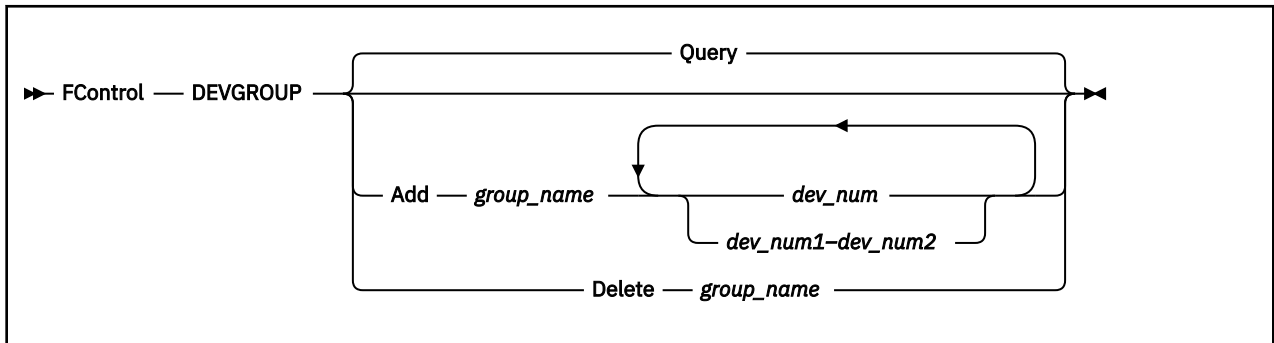 Query
FControl DEVGROUP
Add group_name dev_num
dev_num1–dev_num2
Delete group_name